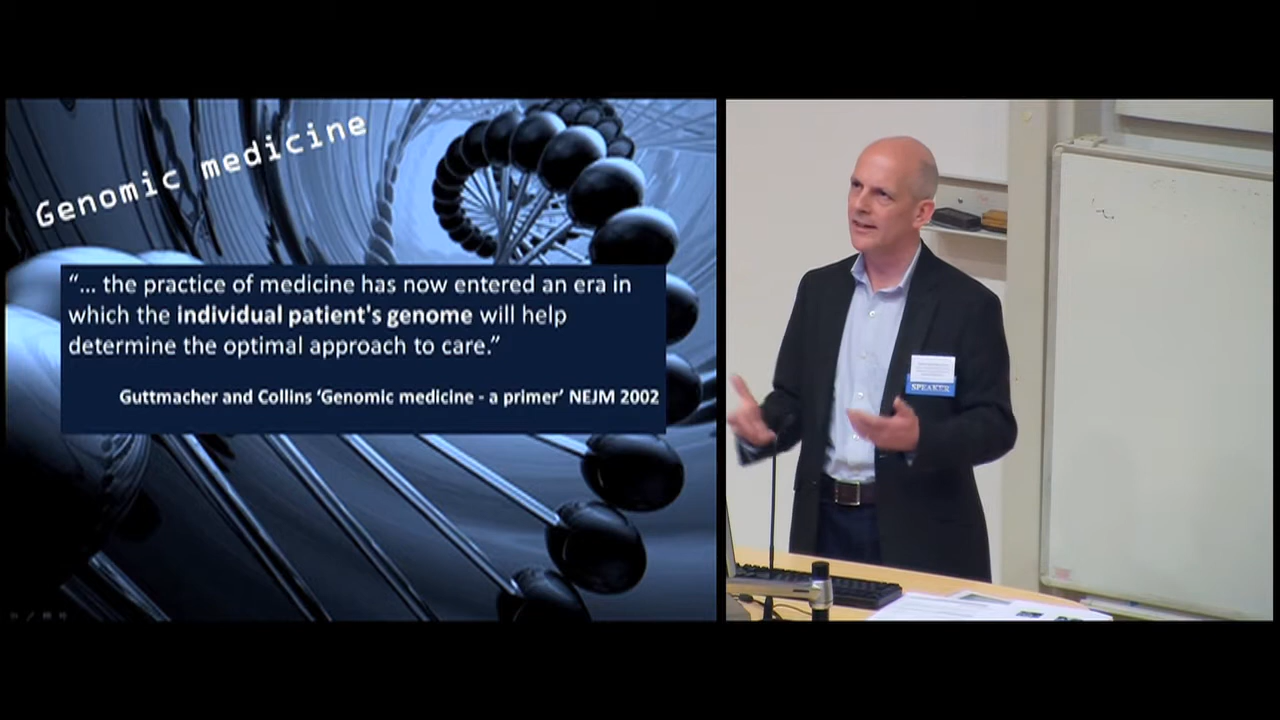 Genomic medicine
“... the practice of medicine has now entered an era in
which the individual patient's genome will help
determine the optimal approach to care.”
Guttmacher and Collins ‘Genomic medicine - a primer’ NEJM 2002
SPEAKER